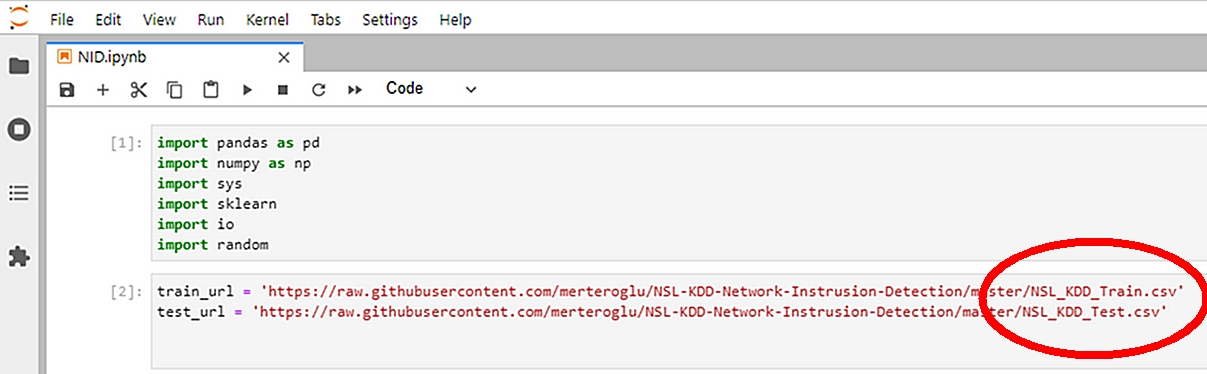 File Edit View Run Kernel Tabs Settings Help
NID.ipynb
Code
[1]:
import pandas as pd
import numpy as np
import sys
import sklearn
import io
import random
[2]:
train_url = 'https://raw.githubusercontent.com/merteroglu/NSL-KDD-Network-Instrusion-Detection/master/NSL_KDD_Train.csv'
test_url = 'https://raw.githubusercontent.com/merteroglu/NSL-KDD-Network-Instrusion-Detection/master/NSL_KDD_Test.csv'